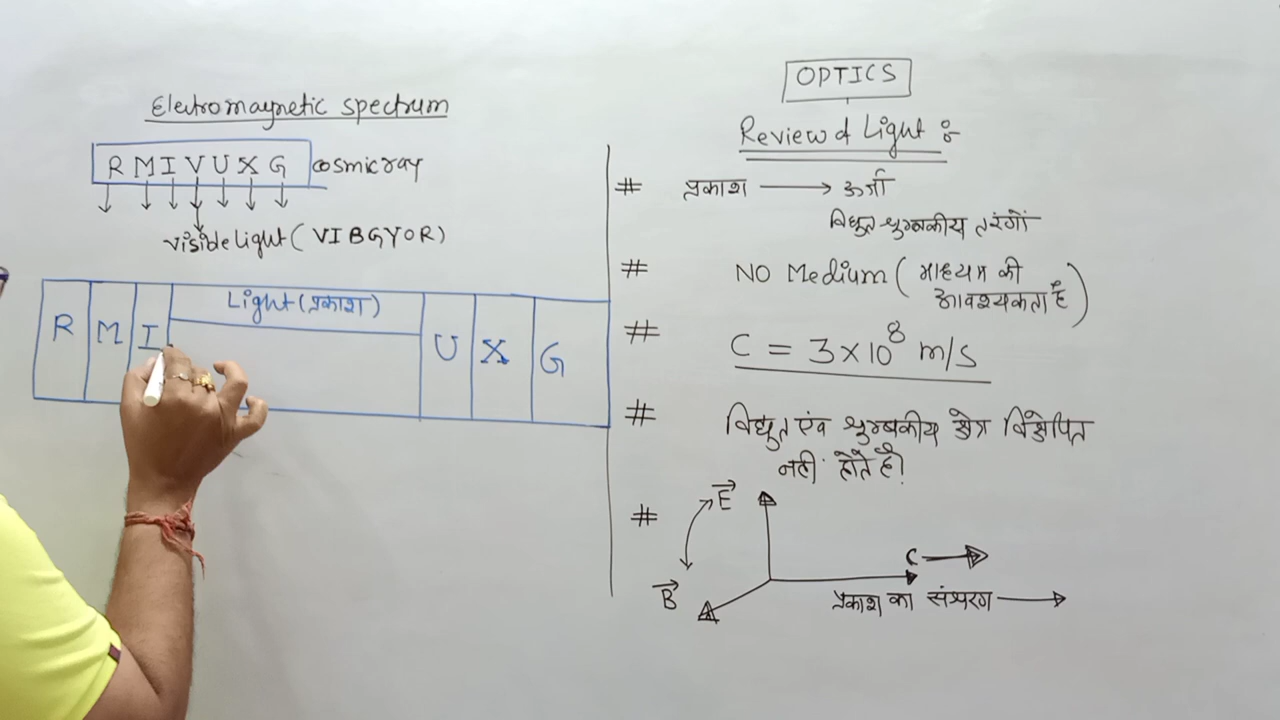 Electromagnetic spectrum
R M I V U X G cosmic ray
Visible light (VIBGYOR)
Light (प्रकाश)
R M I U X G
OPTICS
Review of Light :-
# प्रकाश → ऊर्जा
विद्युत चुम्बकीय तरंगों
# NO Medium ( माध्यम की
आवश्यकता है )
# C = 3×10⁸ m/s
# विद्युत एवं चुम्बकीय क्षेत्र विक्षेपित
नहीं होते है।
# E
C →
B
प्रकाश का संचरण →